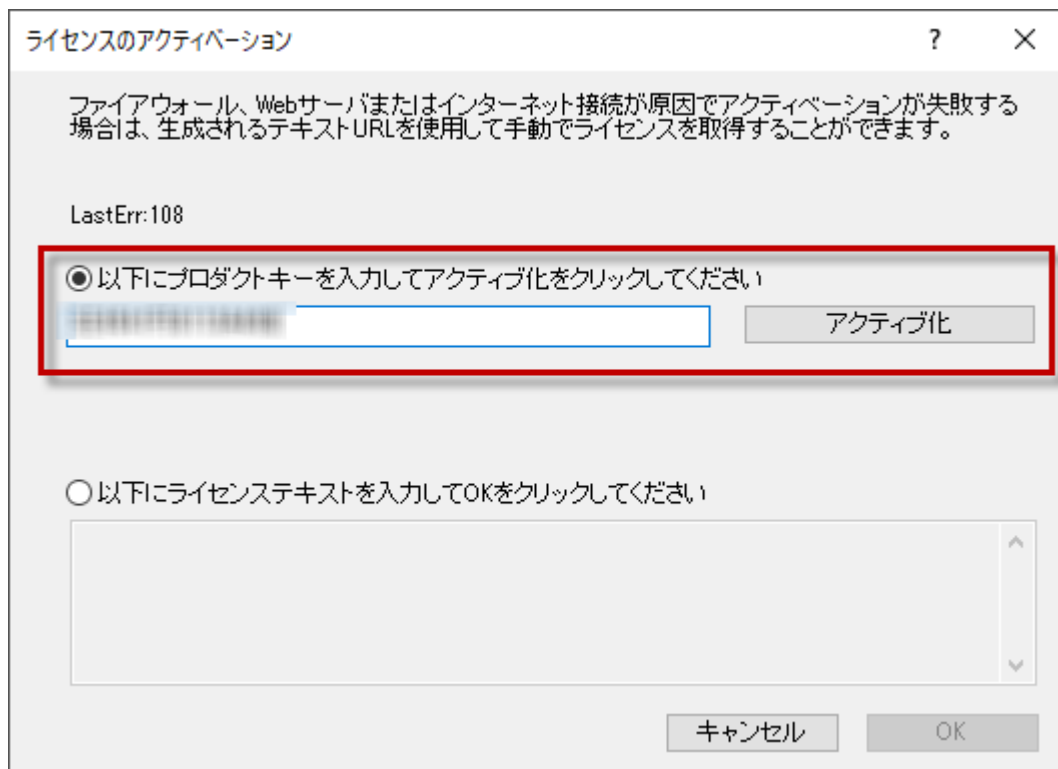 ライセンスのアクティベーション
ファイアウォール、Webサーバまたはインターネット接続が原因でアクティベーションが失敗する
場合は、生成されるテキストURLを使用して手動でライセンスを取得することができます。
LastErr:108
以下にプロダクトキーを入力してアクティブ化をクリックしてください
アクティブ化
以下にライセンステキストを入力してOKをクリックしてください
キャンセル
OK